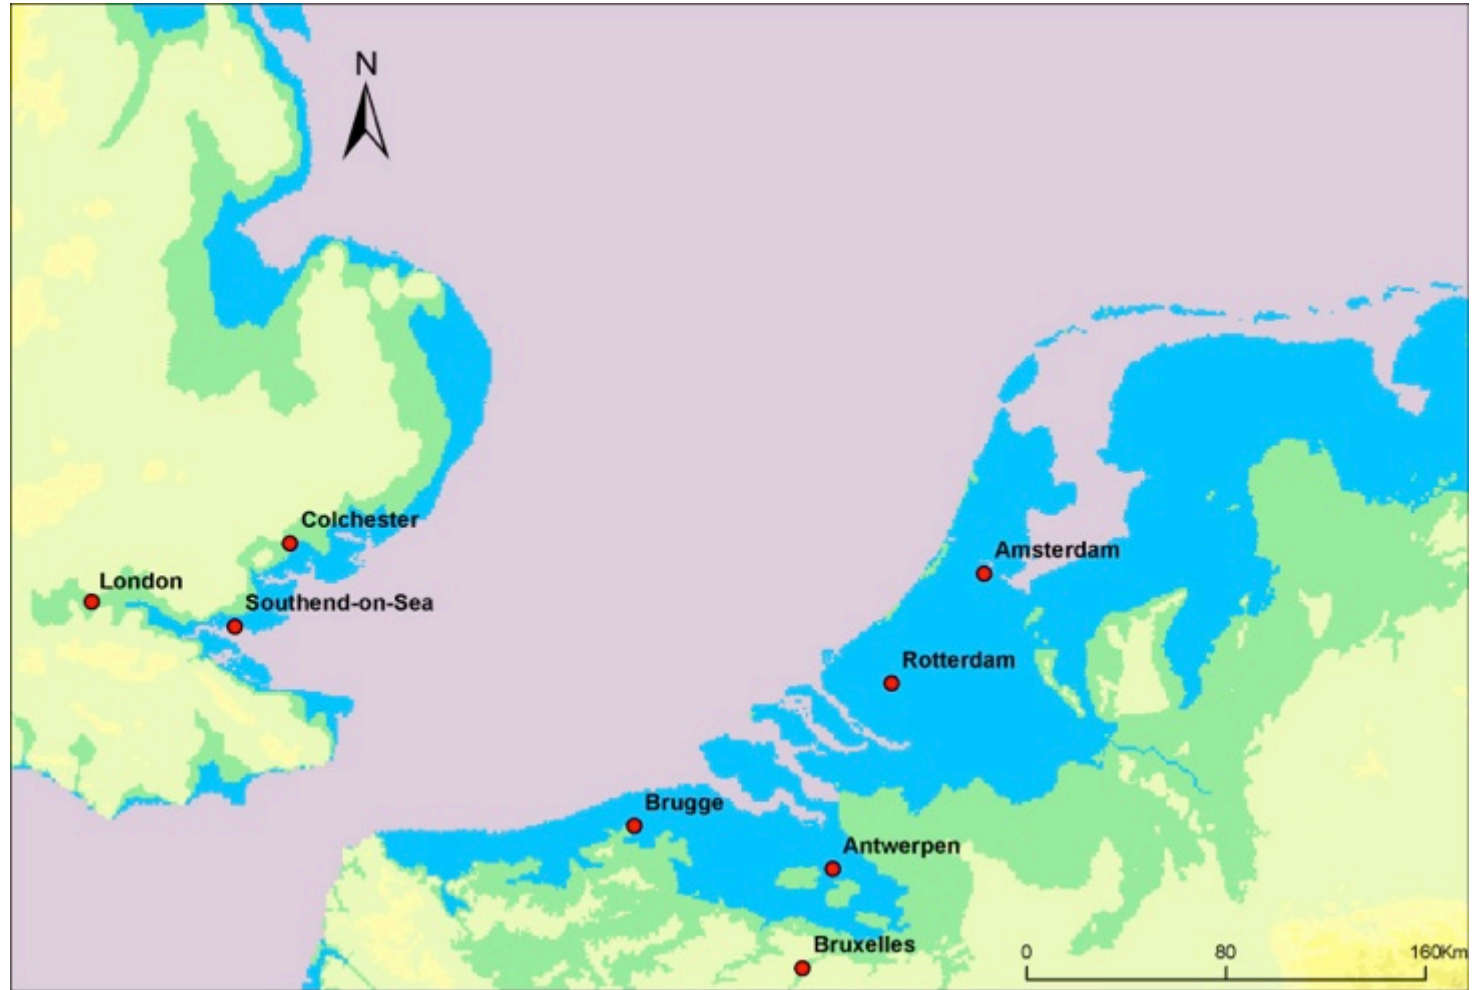 N
Colchester
London
Southend-on-Sea
Amsterdam
Rotterdam
Brugge
Antwerpen
Bruxelles
0 80 160Km